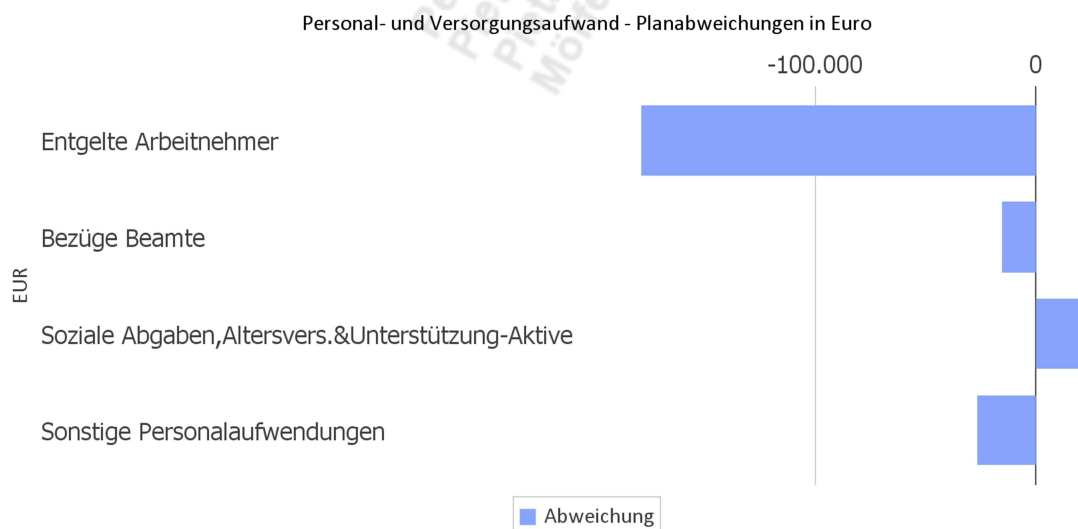 Personal- und Versorgungsaufwand - Planabweichungen in Euro
-100.000 0
Entgelte Arbeitnehmer
Bezüge Beamte
EUR
Soziale Abgaben,Altersvers.&Unterstützung-Aktive
Sonstige Personalaufwendungen
Abweichung